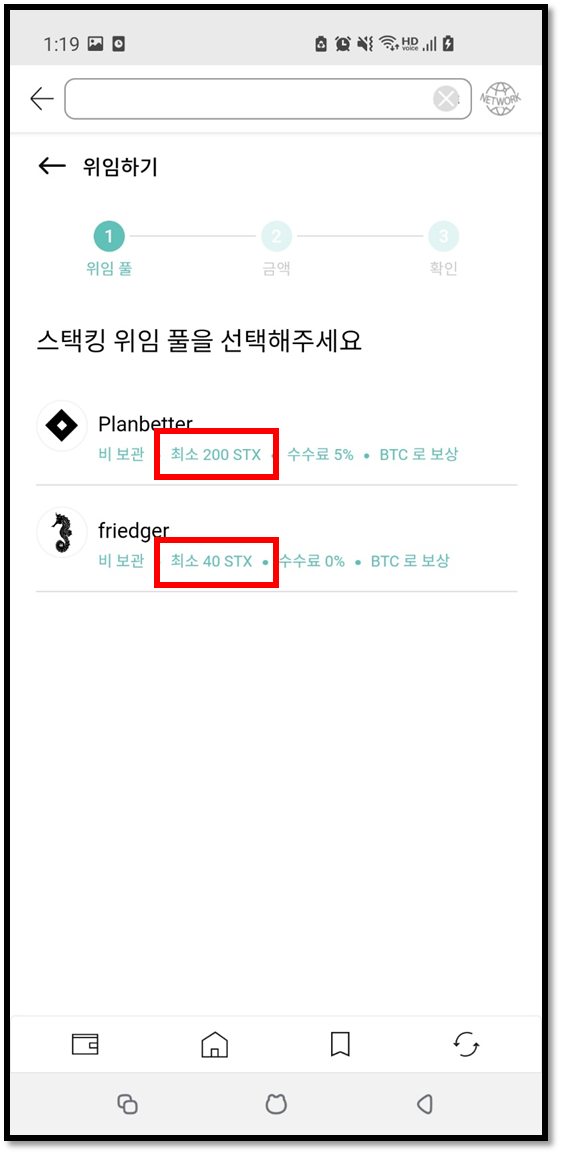 1:19 HD voice
NETWORK
위임하기
1 2 3
위임 풀 금액 확인
스택킹 위임 풀을 선택해주세요
Planbetter
비 보관 최소 200 STX • 수수료 5% • BTC 로 보상
friedger
비 보관 최소 40 STX • 수수료 0% • BTC 로 보상